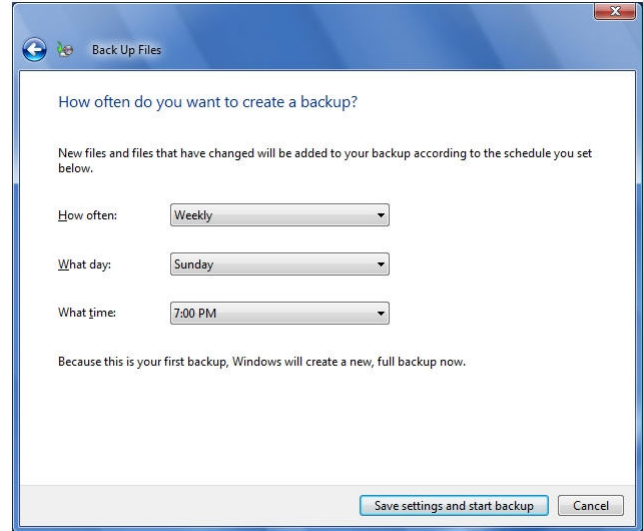 Back Up Files
How often do you want to create a backup?
New files and files that have changed will be added to your backup according to the schedule you set
below.
How often: Weekly
What day: Sunday
What time: 7:00 PM
Because this is your first backup, Windows will create a new, full backup now.
Save settings and start backup Cancel